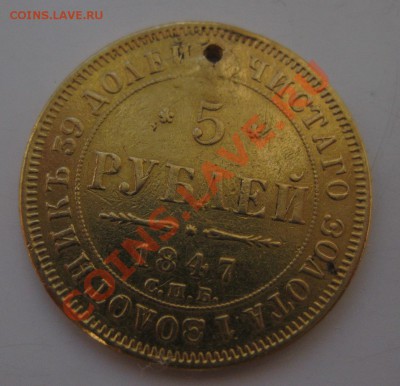 COINS.LAVE.RU
ЧИСТАГО ЗОЛОТА 1 ЗОЛОТНИКЪ 39 ДОЛЕЙ
5
РУБЛЕЙ
1847
С.П.Б.
COINS.LAVE.RU